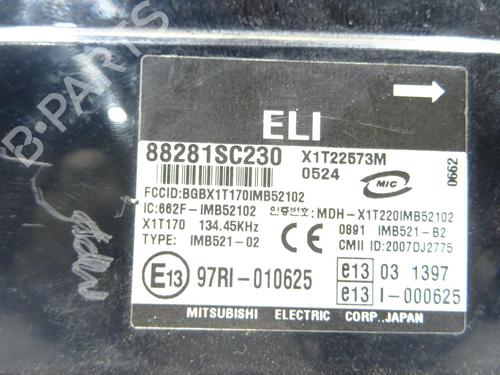 B-PARTS
ELI
88281SC230 X1T22573M
0524 MIC 0662
FCCID:BGBX1T170IMB52102
IC:662F-IMB52102 인증번호:MDH-X1T220IMB52102
X1T170 134.45KHz CE 0891 IMB521-B2
TYPE: IMB521-02 CMII ID:2007DJ2775
E13 97RI-010625 e13 03 1397
e13 I-000625
MITSUBISHI ELECTRIC CORP.JAPAN